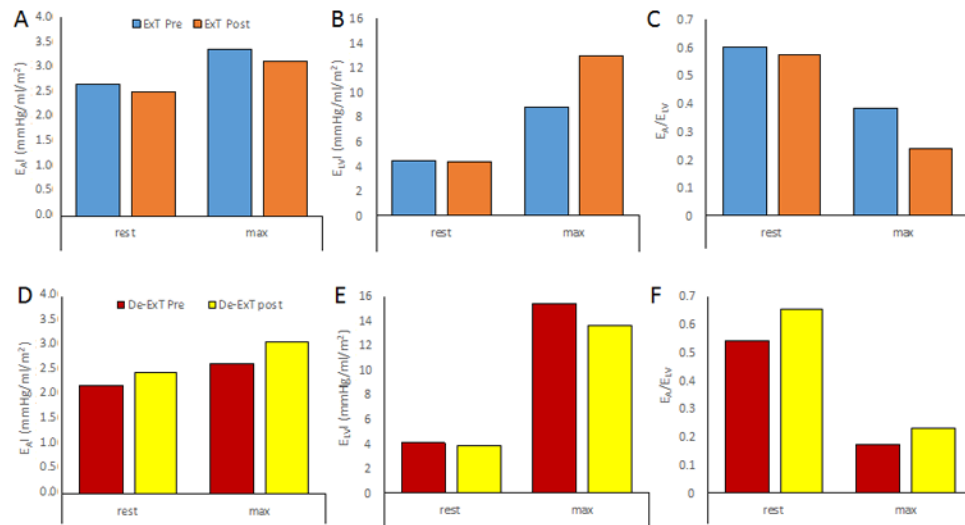 A
ExT Pre
ExT Post
EAI (mmHg/ml/m²)
4.0
3.5
3.0
2.5
2.0
1.5
1.0
0.5
0.0
rest
max
B
ELVI (mmHg/ml/m²)
16
14
12
10
8
6
4
2
0
rest
max
C
EA/ELV
0.7
0.6
0.5
0.4
0.3
0.2
0.1
0
rest
max
D
De-ExT Pre
De-ExT post
EAI (mmHg/ml/m²)
4.0
3.5
3.0
2.5
2.0
1.5
1.0
0.5
0.0
rest
max
E
ELVI (mmHg/ml/m²)
16
14
12
10
8
6
4
2
0
rest
max
F
EA/ELV
0.7
0.6
0.5
0.4
0.3
0.2
0.1
0
rest
max